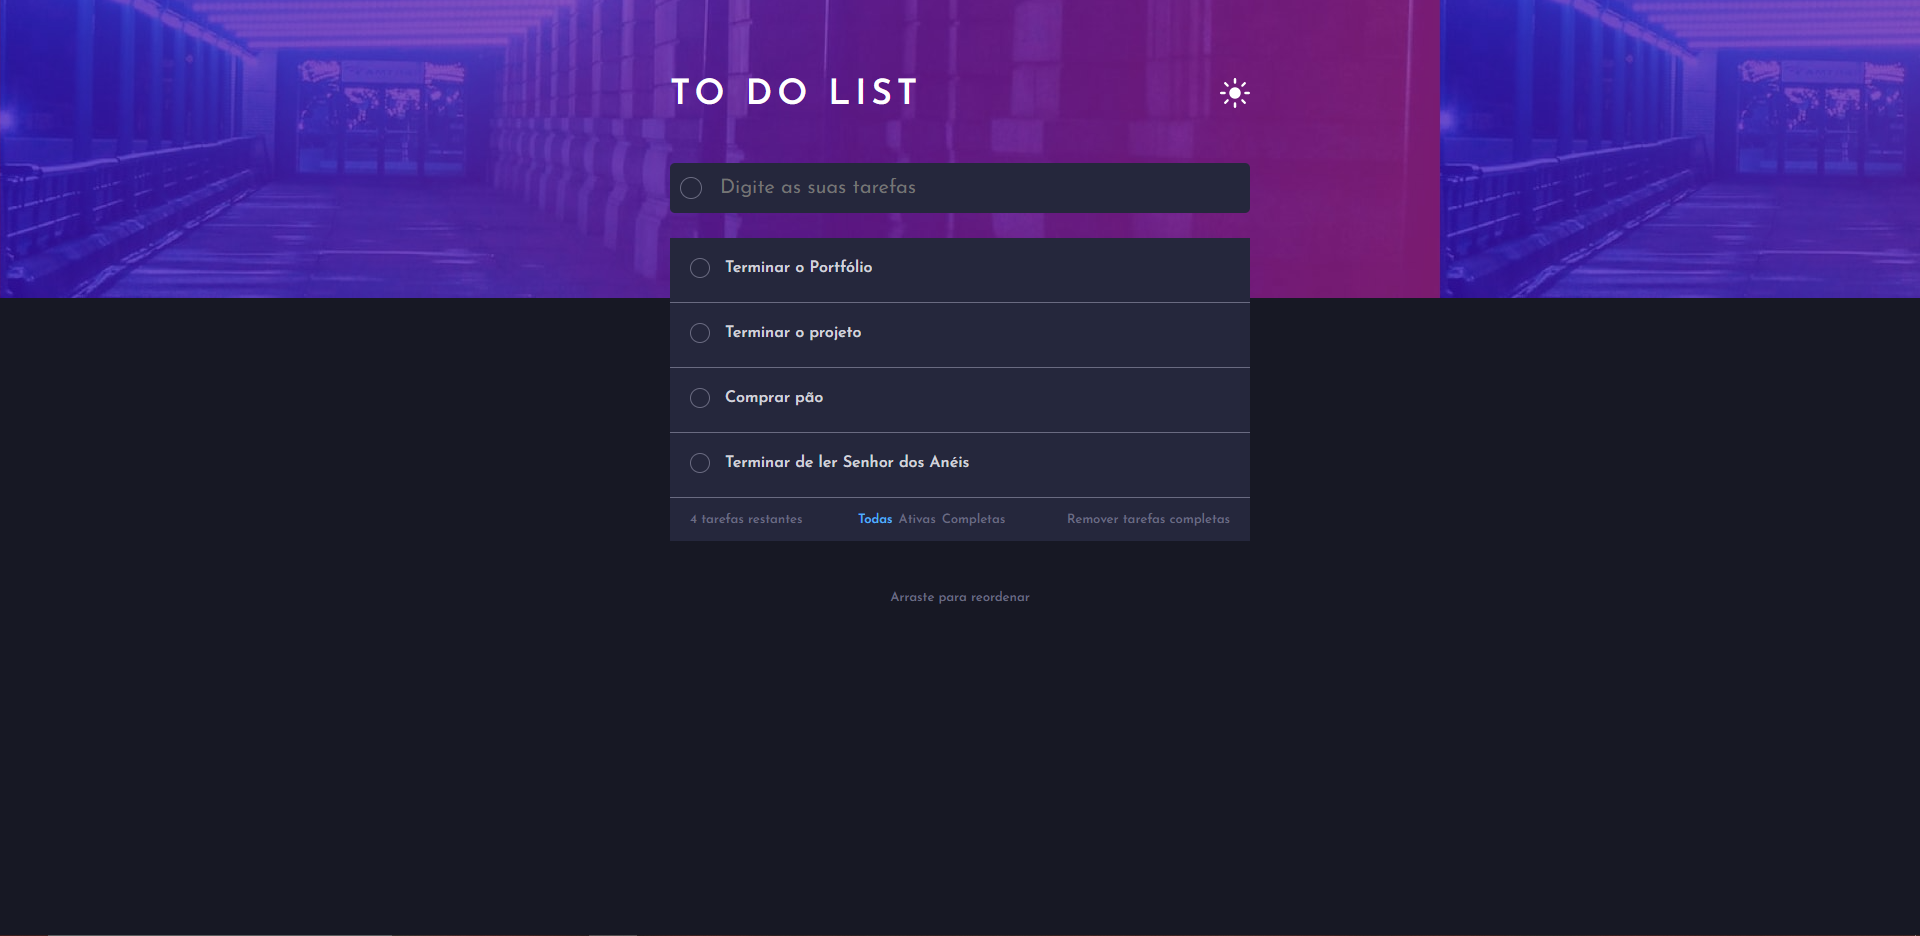 TO DO LIST
Digite as suas tarefas
Terminar o Portfólio
Terminar o projeto
Comprar pão
Terminar de ler Senhor dos Anéis
4 tarefas restantes Todas Ativas Completas Remover tarefas completas
Arraste para reordenar